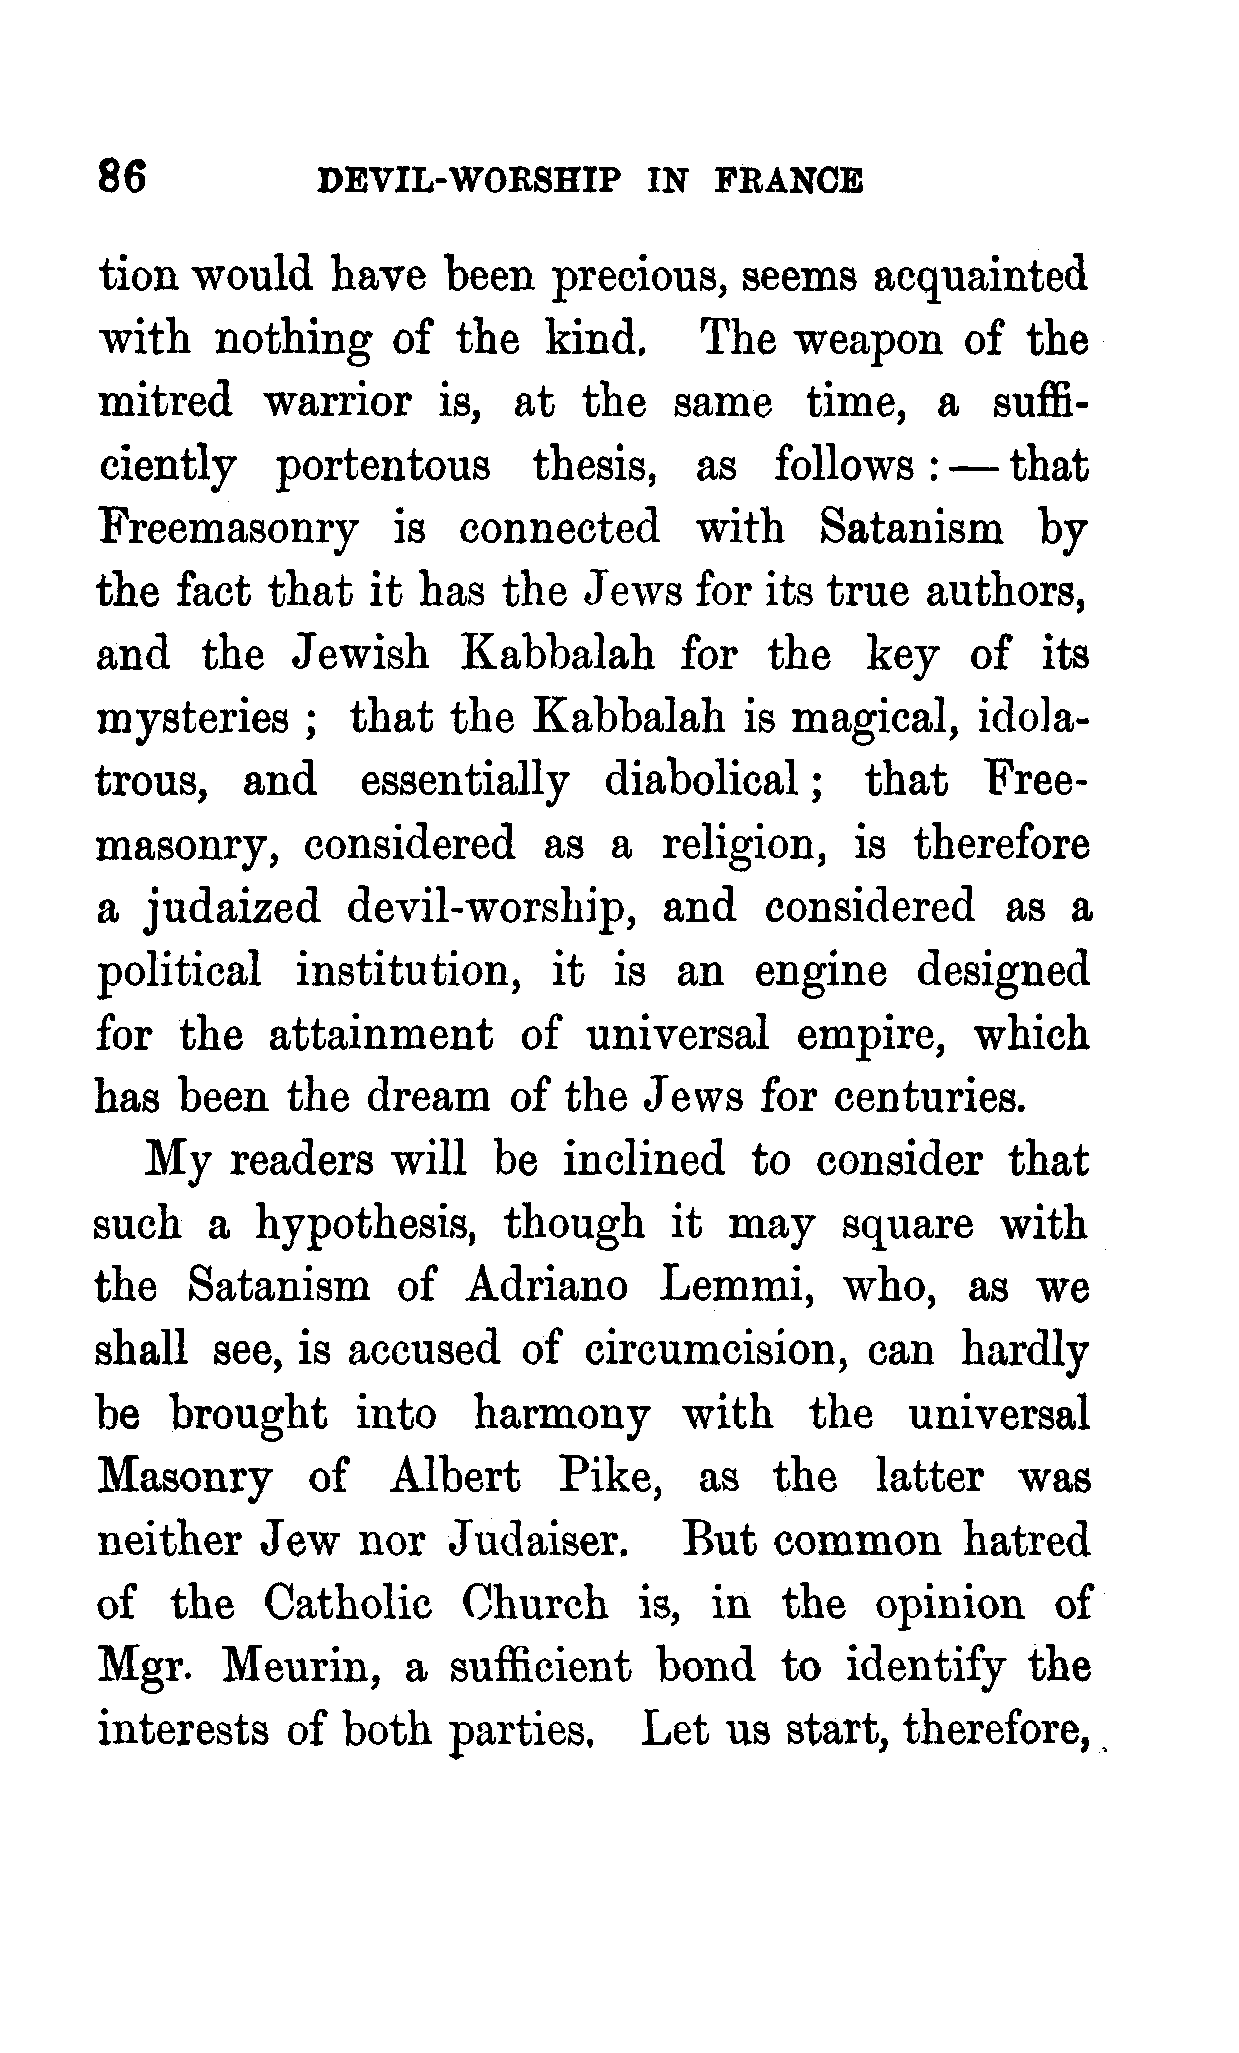 86 DEVIL-WORSHIP IN FRANCE
tion would have been precious, seems acquainted
with nothing of the kind. The weapon of the
mitred warrior is, at the same time, a suffi-
ciently portentous thesis, as follows :— that
Freemasonry is connected with Satanism by
the fact that it has the Jews for its true authors,
and the Jewish Kabbalah for the key of its
mysteries ; that the Kabbalah is magical, idola-
trous, and essentially diabolical ; that Free-
masonry, considered as a religion, is therefore
a judaized devil-worship, and considered as a
political institution, it is an engine designed
for the attainment of universal empire, which
has been the dream of the Jews for centuries.
My readers will be inclined to consider that
such a hypothesis, though it may square with
the Satanism of Adriano Lemmi, who, as we
shall see, is accused of circumcision, can hardly
be brought into harmony with the universal
Masonry of Albert Pike, as the latter was
neither Jew nor Judaiser. But common hatred
of the Catholic Church is, in the opinion of
Mgr. Meurin, a sufficient bond to identify the
interests of both parties. Let us start, therefore,